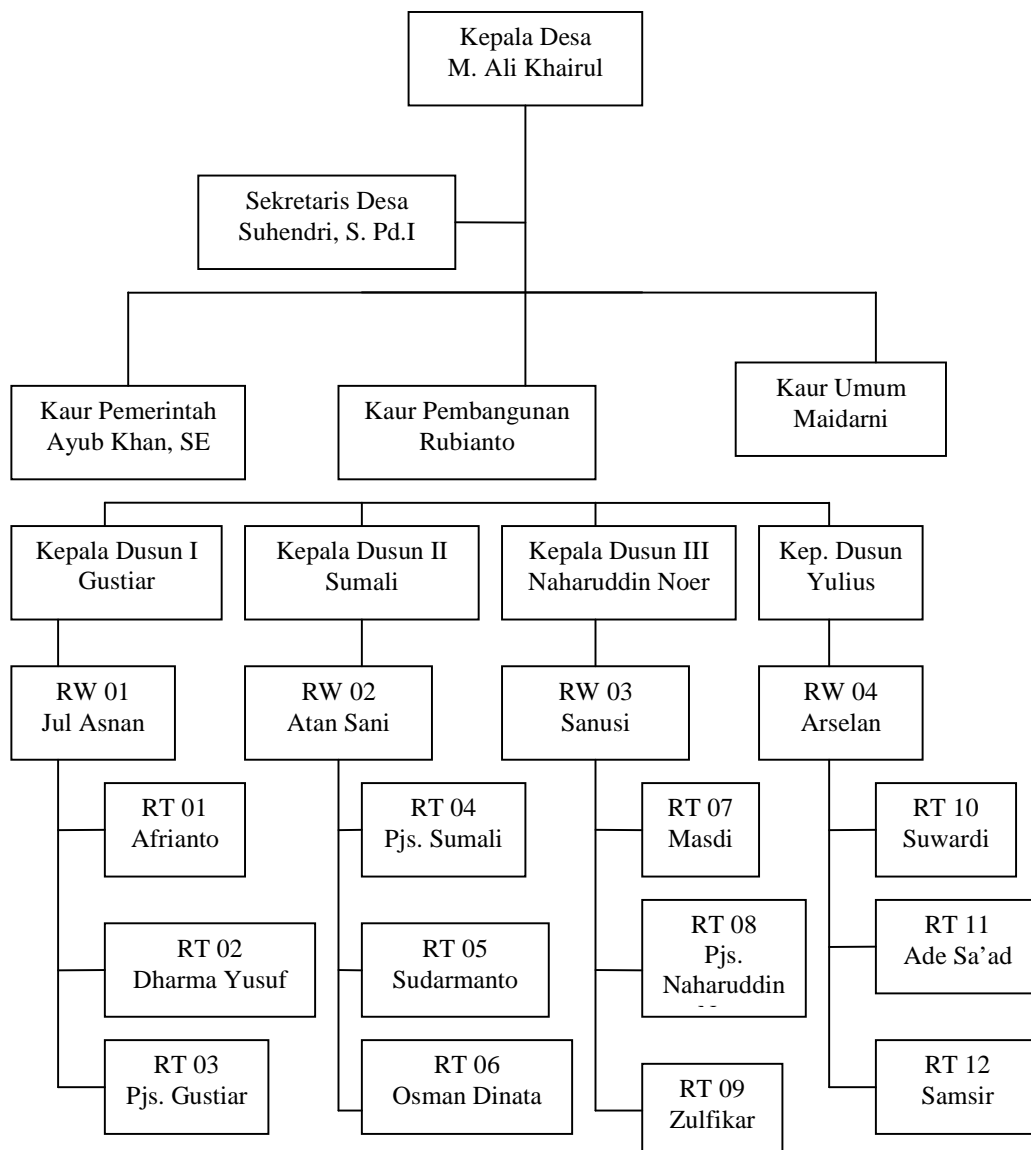 Kepala Desa
M. Ali Khairul
Sekretaris Desa
Suhendri, S. Pd.I
Kaur Pemerintah
Ayub Khan, SE
Kaur Pembangunan
Rubianto
Kaur Umum
Maidarni
Kepala Dusun I
Gustiar
Kepala Dusun II
Sumali
Kepala Dusun III
Naharuddin Noer
Kep. Dusun
Yulius
RW 01
Jul Asnan
RW 02
Atan Sani
RW 03
Sanusi
RW 04
Arselan
RT 01
Afrianto
RT 04
Pjs. Sumali
RT 07
Masdi
RT 10
Suwardi
RT 02
Dharma Yusuf
RT 05
Sudarmanto
RT 08
Pjs.
Naharuddin
RT 11
Ade Sa’ad
RT 03
Pjs. Gustiar
RT 06
Osman Dinata
RT 09
Zulfikar
RT 12
Samsir